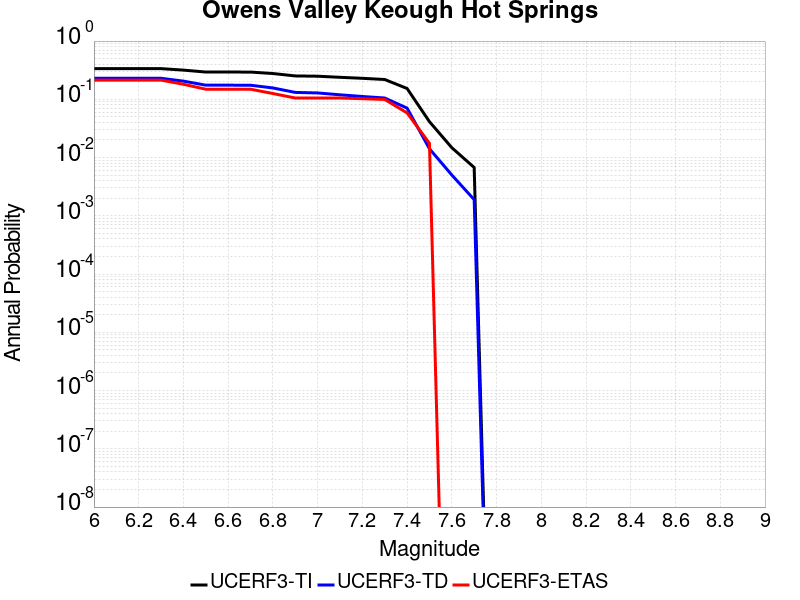 Owens Valley Keough Hot Springs
10^0
10^-1
10^-2
10^-3
10^-4
10^-5
10^-6
10^-7
10^-8
Annual Probability
6 6.2 6.4 6.6 6.8 7 7.2 7.4 7.6 7.8 8 8.2 8.4 8.6 8.8 9
Magnitude
UCERF3-TI UCERF3-TD UCERF3-ETAS